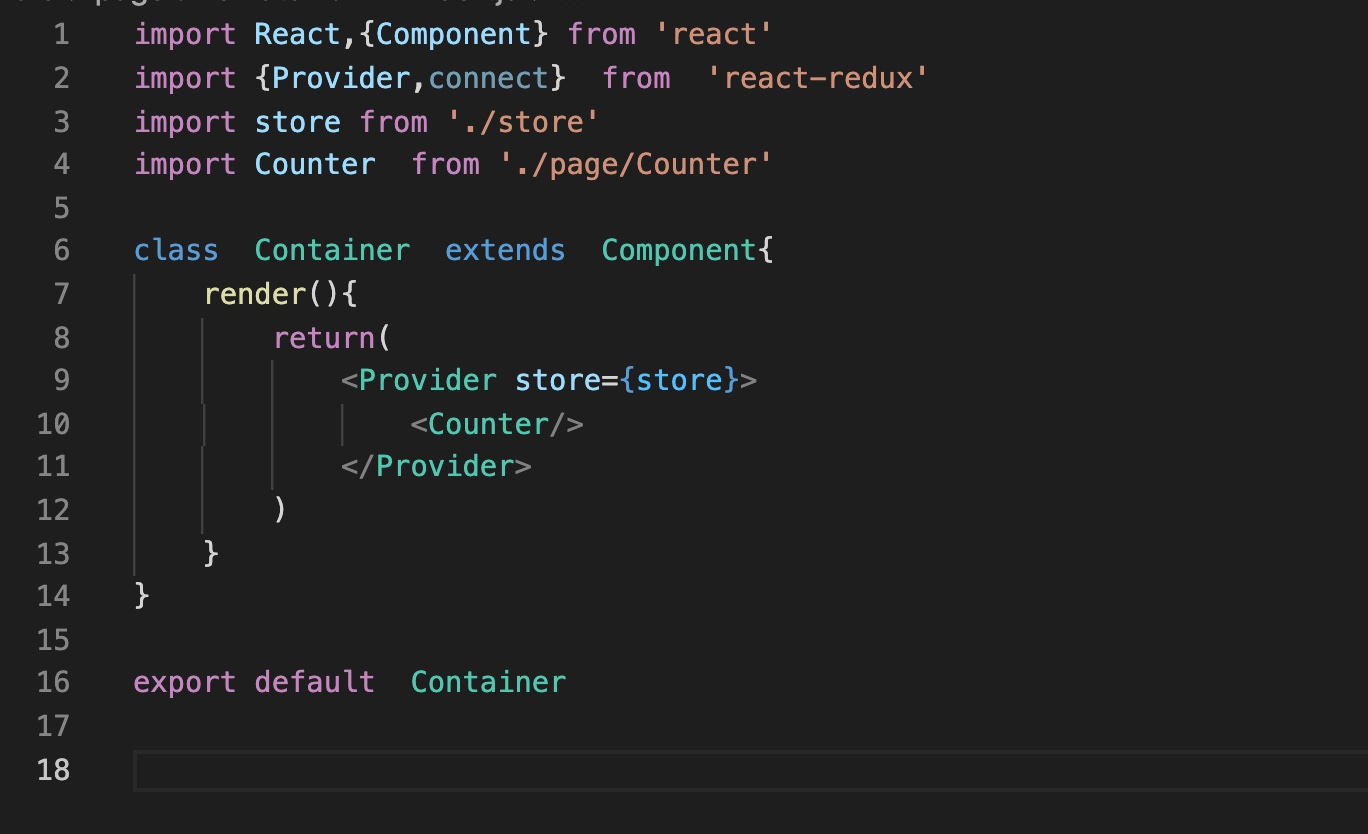 1 import React,{Component} from 'react'
2 import {Provider,connect}  from  'react-redux'
3 import store from './store'
4 import Counter  from './page/Counter'
5
6 class  Container  extends  Component{
7     render(){
8         return(
9             <Provider store={store}>
10                 <Counter/>
11             </Provider>
12         )
13     }
14 }
15
16 export default  Container
17
18